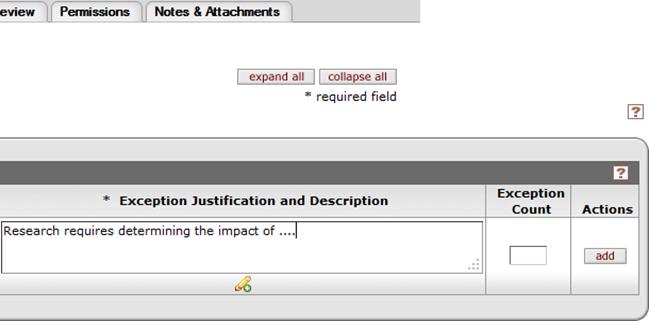 eview Permissions Notes & Attachments
expand all collapse all
* required field
?
?
* Exception Justification and Description Exception Count Actions
Research requires determining the impact of .... add